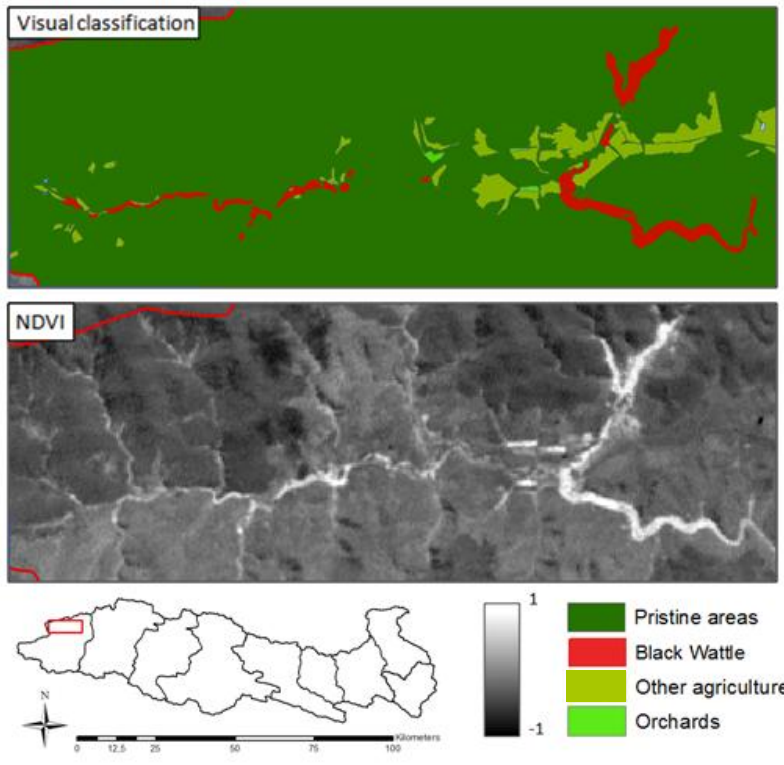 Visual classification
NDVI
1
-1
Pristine areas
Black Wattle
Other agriculture
Orchards
N
Kilometers
0 12,5 25 50 75 100